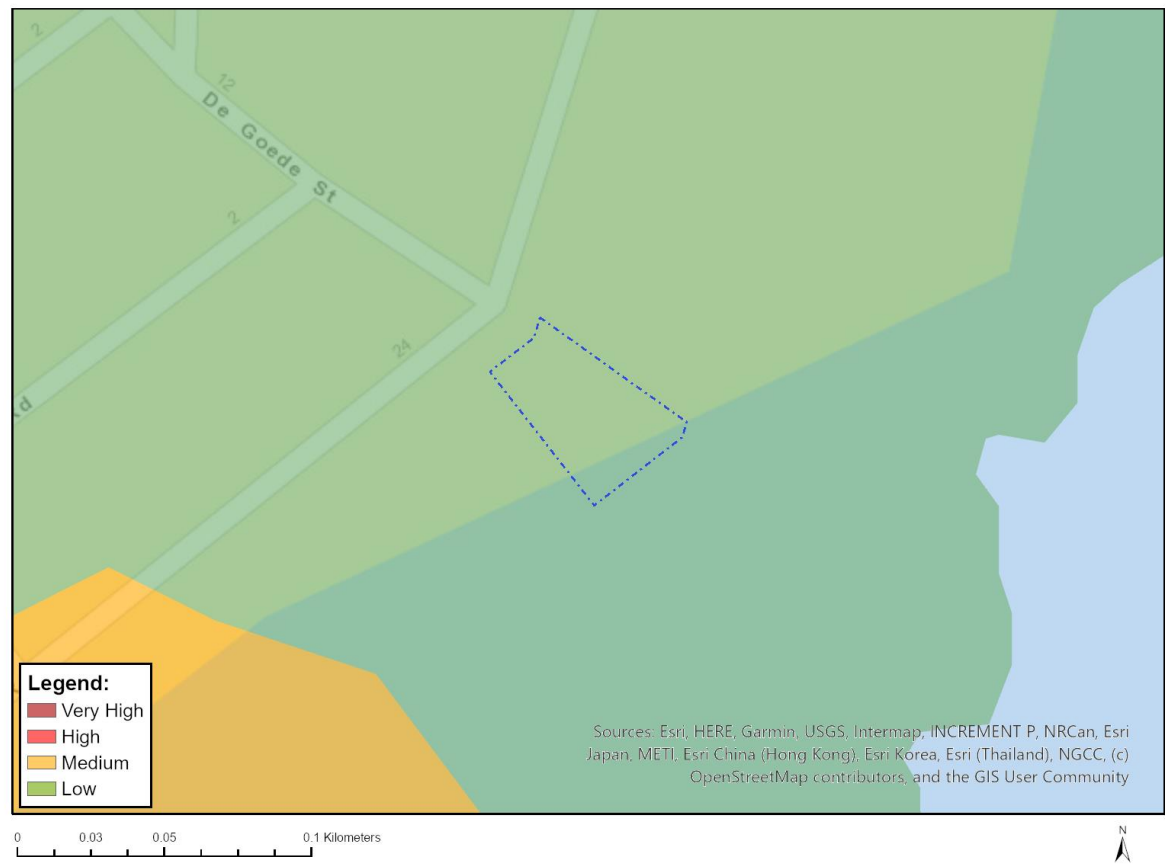 2
12
De Goede St
2
24
Rd
Legend:
Very High
High
Medium
Low
Sources: Esri, HERE, Garmin, USGS, Intermap, INCREMENT P, NRCan, Esri
Japan, METI, Esri China (Hong Kong), Esri Korea, Esri (Thailand), NGCC, (c)
OpenStreetMap contributors, and the GIS User Community
0 0.03 0.05 0.1 Kilometers
N